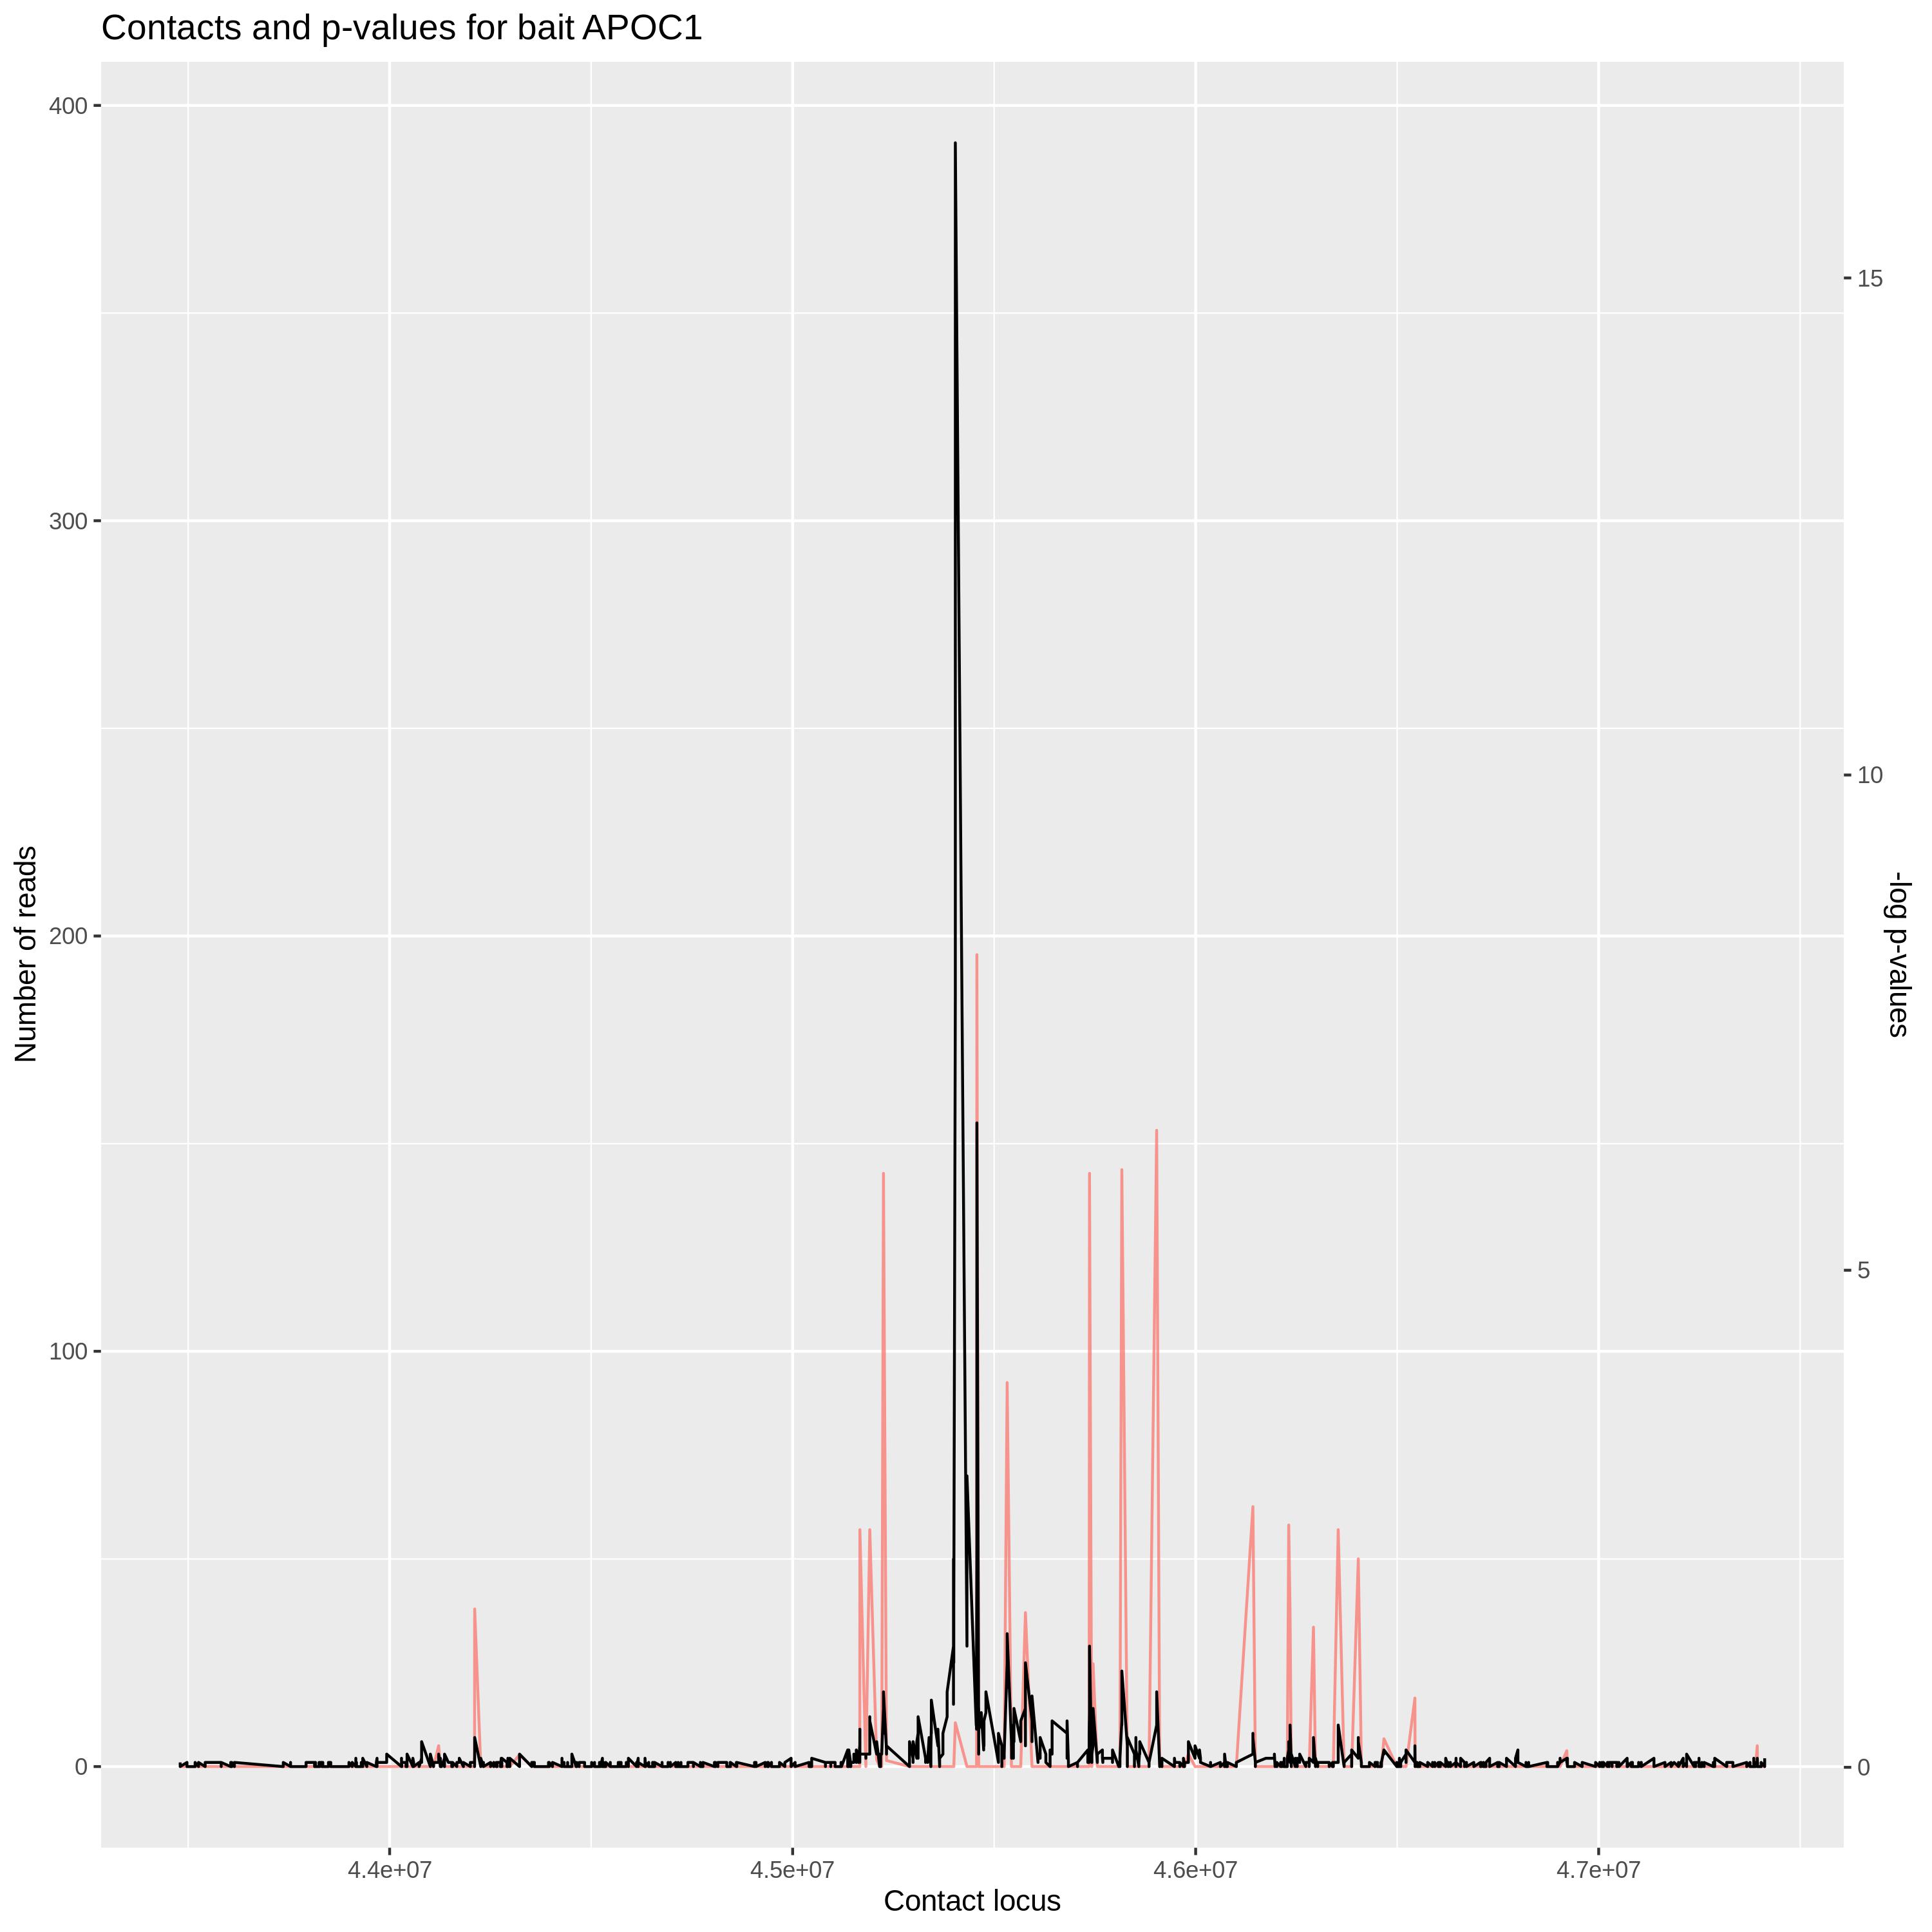 Contacts and p-values for bait APOC1
400
300
200
100
0
Number of reads
15
10
5
0
-log p-values
4.4e+07
4.5e+07
4.6e+07
4.7e+07
Contact locus